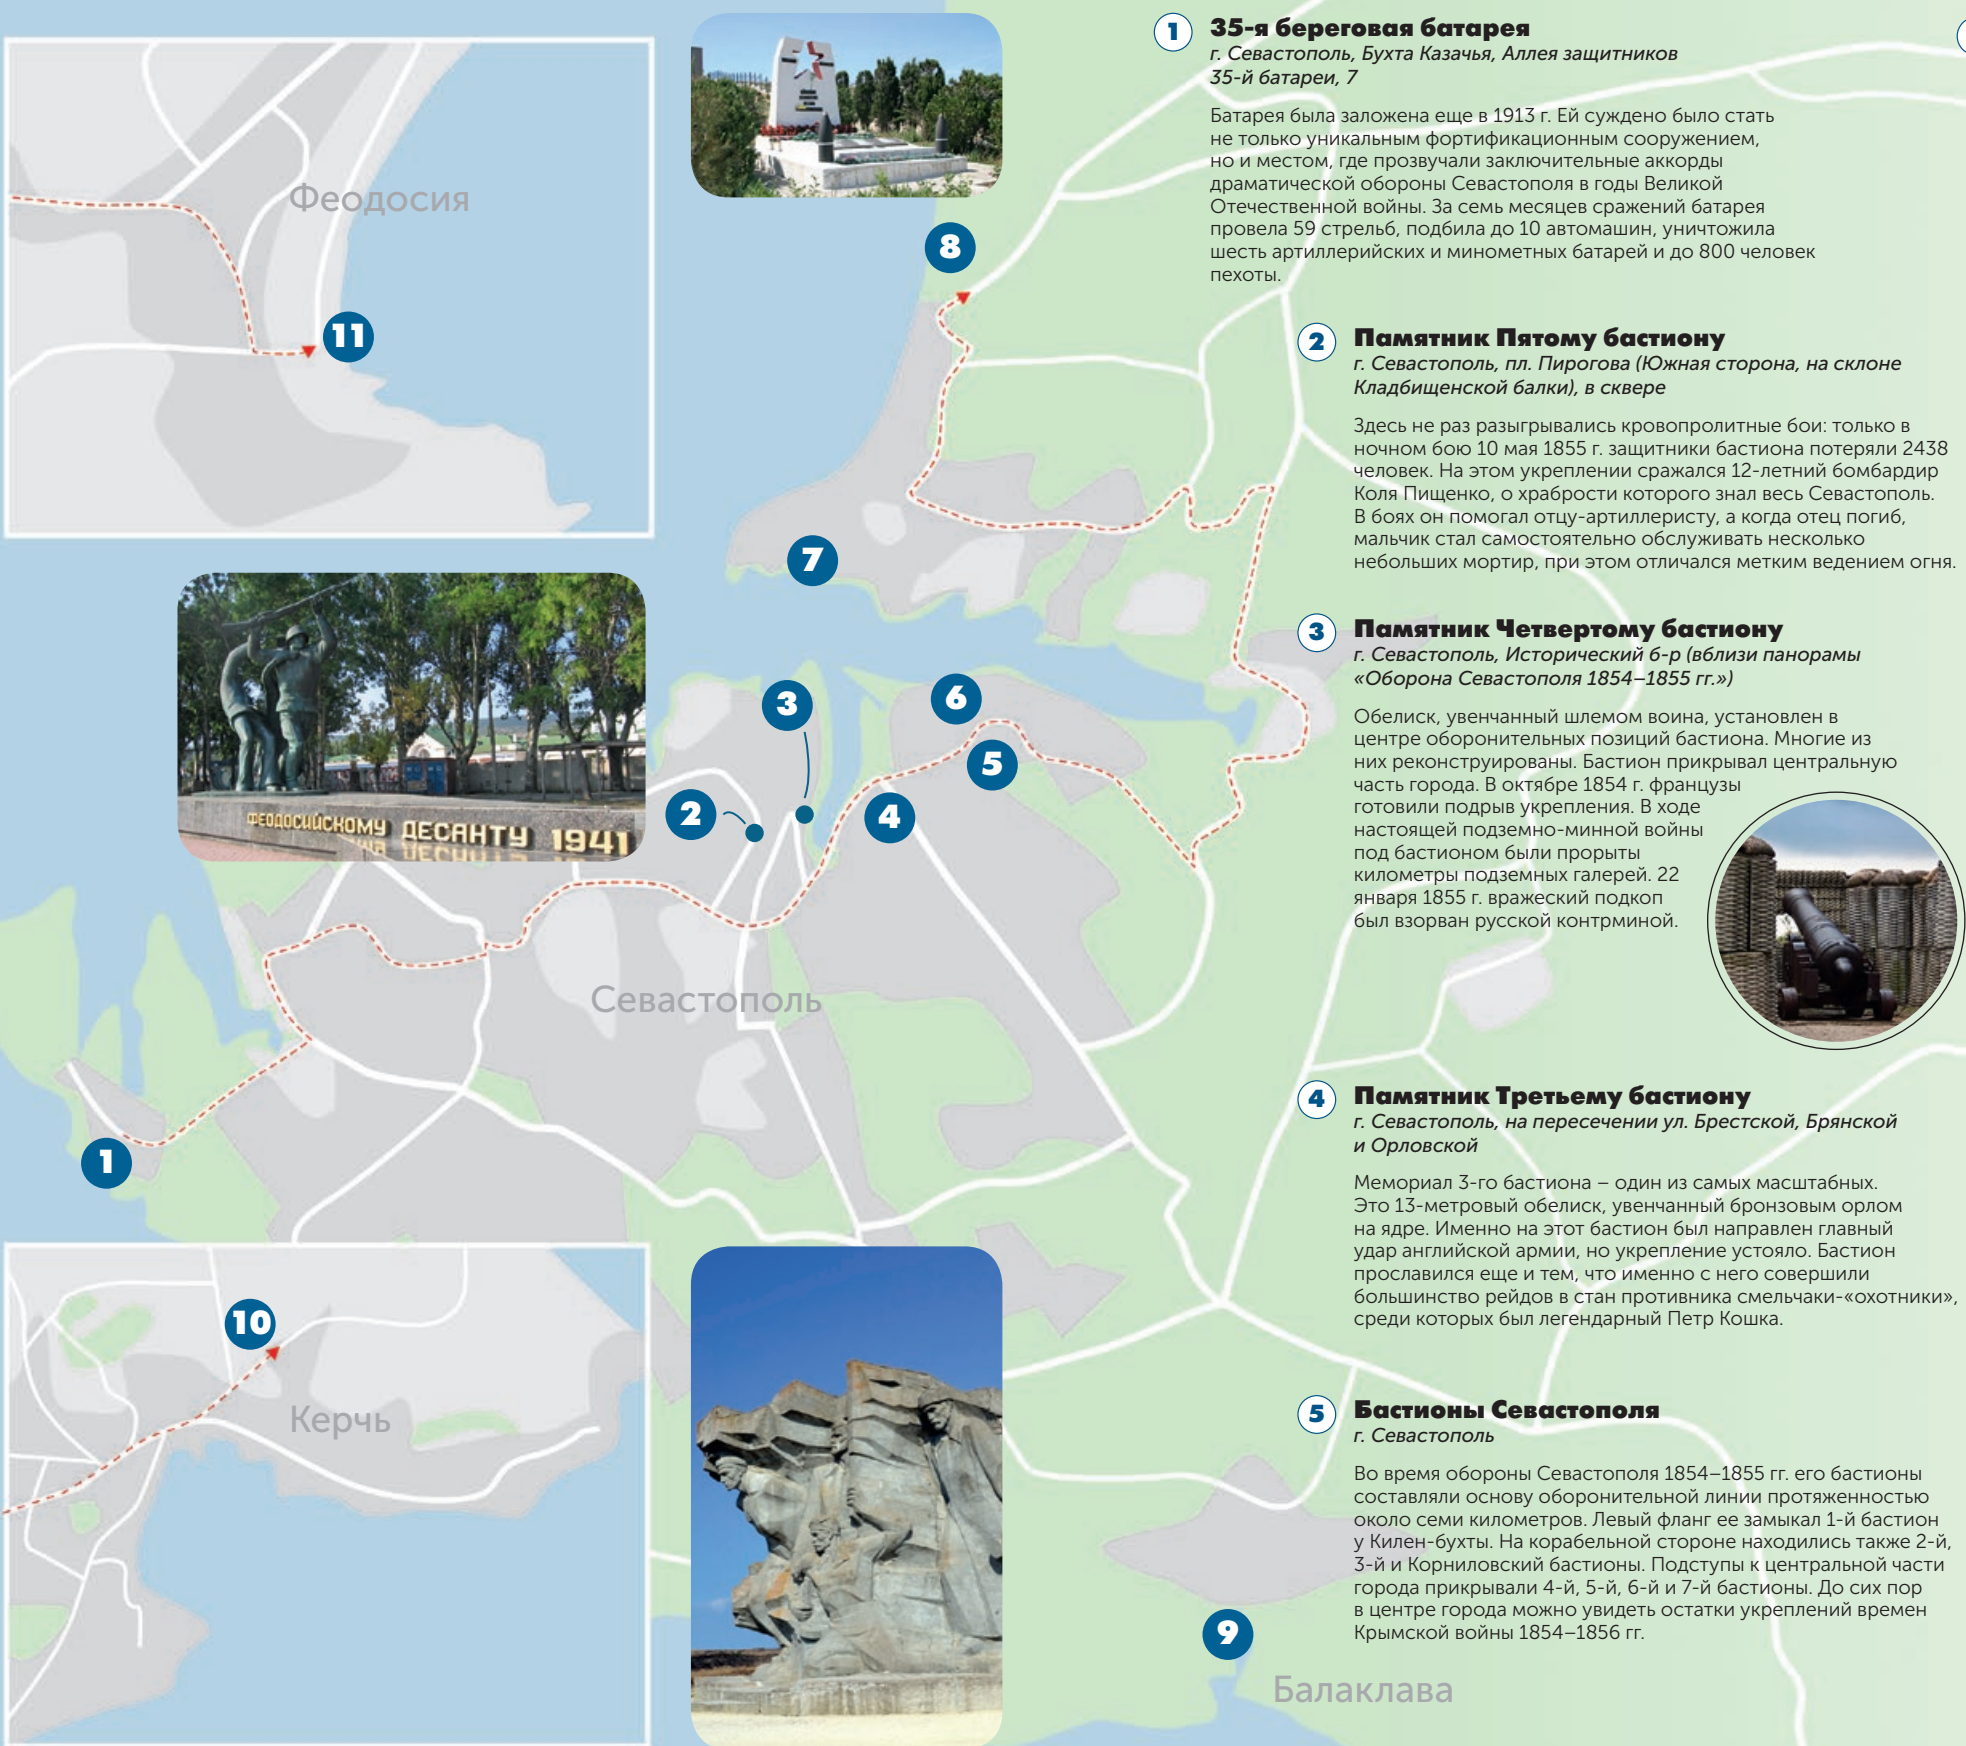 1
35-я береговая батарея
г. Севастополь, Бухта Казачья, Аллея защитников
35-й батареи, 7
Батарея была заложена еще в 1913 г. Ей суждено было стать
не только уникальным фортификационным сооружением,
но и местом, где прозвучали заключительные аккорды
драматической обороны Севастополя в годы Великой
Отечественной войны. За семь месяцев сражений батарея
провела 59 стрельб, подбила до 10 автомашин, уничтожила
шесть артиллерийских и минометных батарей и до 800 человек
пехоты.
2
Памятник Пятому бастиону
г. Севастополь, пл. Пирогова (Южная сторона, на склоне
Кладбищенской балки), в сквере
Здесь не раз разыгрывались кровопролитные бои: только в
ночном бою 10 мая 1855 г. защитники бастиона потеряли 2438
человек. На этом укреплении сражался 12-летний бомбардир
Коля Пищенко, о храбрости которого знал весь Севастополь.
В боях он помогал отцу-артиллеристу, а когда отец погиб,
мальчик стал самостоятельно обслуживать несколько
небольших мортир, при этом отличался метким ведением огня.
3
Памятник Четвертому бастиону
г. Севастополь, Исторический б-р (вблизи панорамы
«Оборона Севастополя 1854–1855 гг.»)
Обелиск, увенчанный шлемом воина, установлен в
центре оборонительных позиций бастиона. Многие из
них реконструированы. Бастион прикрывал центральную
часть города. В октябре 1854 г. французы
готовили подрыв укрепления. В ходе
настоящей подземно-минной войны
под бастионом были прорыты
километры подземных галерей. 22
января 1855 г. вражеский подкоп
был взорван русской контрминой.
4
Памятник Третьему бастиону
г. Севастополь, на пересечении ул. Брестской, Брянской
и Орловской
Мемориал 3-го бастиона – один из самых масштабных.
Это 13-метровый обелиск, увенчанный бронзовым орлом
на ядре. Именно на этот бастион был направлен главный
удар английской армии, но укрепление устояло. Бастион
прославился еще и тем, что именно с него совершили
большинство рейдов в стан противника смельчаки-«охотники»,
среди которых был легендарный Петр Кошка.
5
Бастионы Севастополя
г. Севастополь
Во время обороны Севастополя 1854–1855 гг. его бастионы
составляли основу оборонительной линии протяженностью
около семи километров. Левый фланг ее замыкал 1-й бастион
у Килен-бухты. На корабельной стороне находились также 2-й,
3-й и Корниловский бастионы. Подступы к центральной части
города прикрывали 4-й, 5-й, 6-й и 7-й бастионы. До сих пор
в центре города можно увидеть остатки укреплений времен
Крымской войны 1854–1856 гг.
Феодосия
11
8
7
ФЕОДОСИЙСКОМУ ДЕСАНТУ 1941
3
6
5
2
4
Севастополь
1
10
Керчь
9
Балаклава